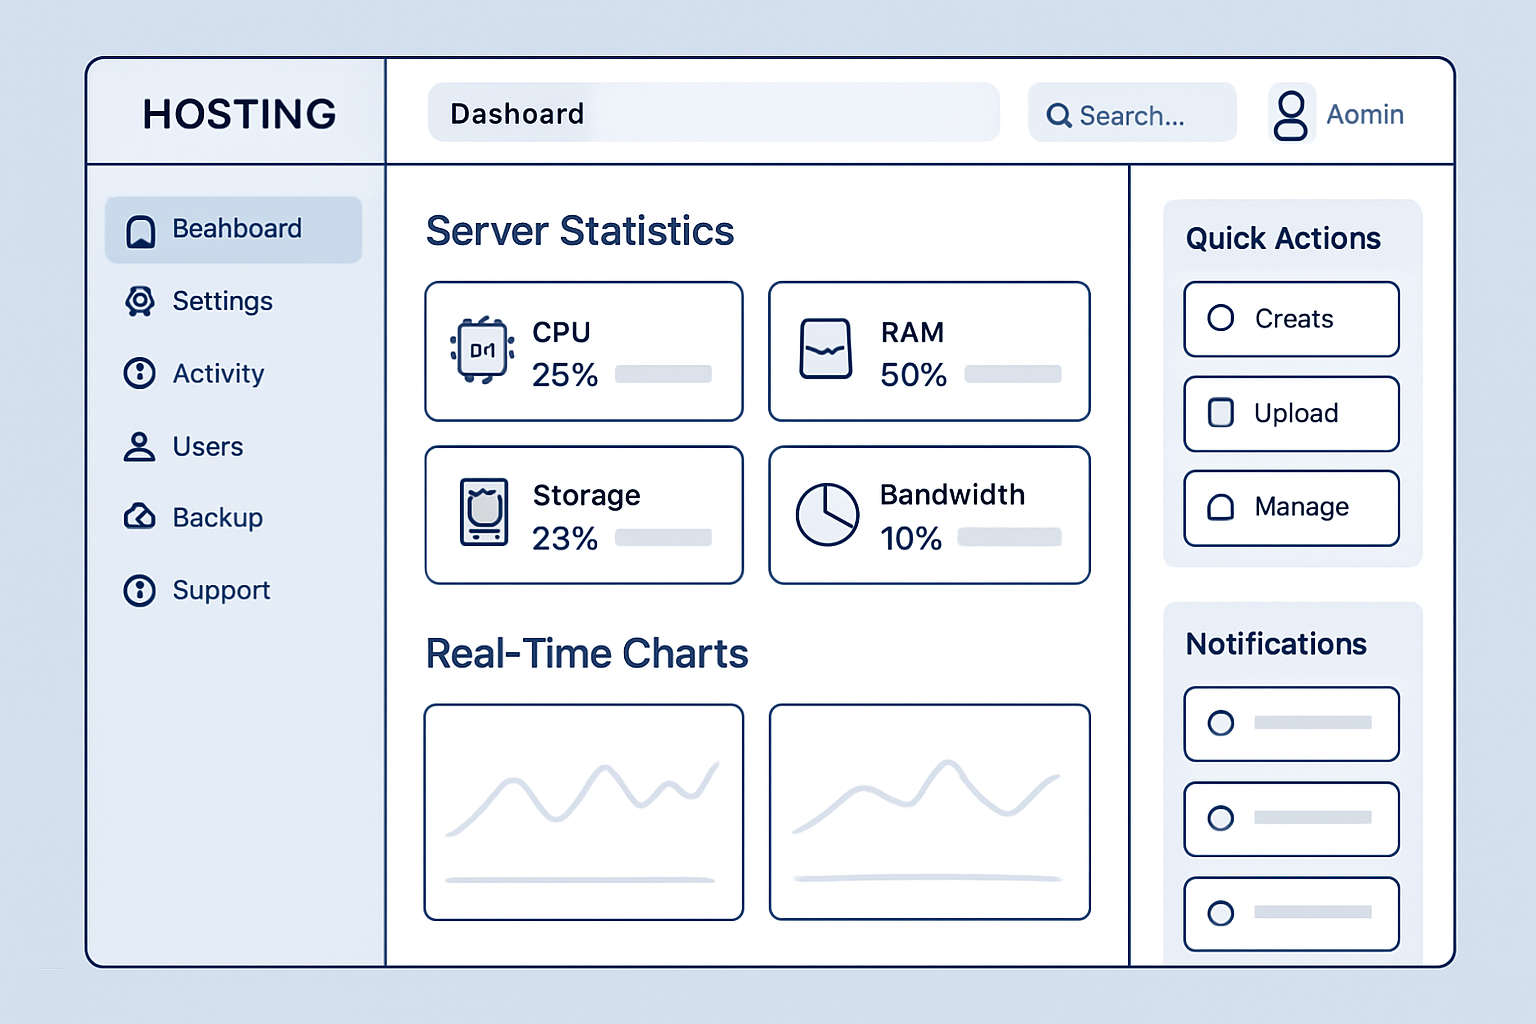 HOSTING
Dashoard
Search...
Aomin
Beahboard
Settings
Activity
Users
Backup
Support
Server Statistics
CPU
25%
RAM
50%
Storage
23%
Bandwidth
10%
Real-Time Charts
Quick Actions
Creats
Upload
Manage
Notifications